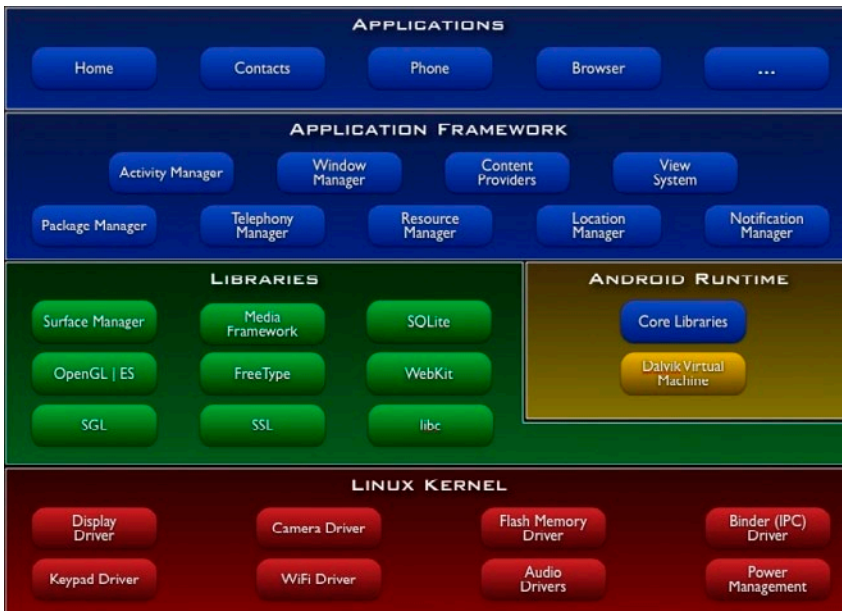 APPLICATIONS
Home
Contacts
Phone
Browser
...
APPLICATION FRAMEWORK
Activity Manager
Window
Manager
Content
Providers
View
System
Package Manager
Telephony
Manager
Resource
Manager
Location
Manager
Notification
Manager
LIBRARIES
Surface Manager
Media
Framework
SQLite
OpenGL | ES
FreeType
WebKit
SGL
SSL
libc
ANDROID RUNTIME
Core Libraries
Dalvik Virtual
Machine
LINUX KERNEL
Display
Driver
Camera Driver
Flash Memory
Driver
Binder (IPC)
Driver
Keypad Driver
WiFi Driver
Audio
Drivers
Power
Management